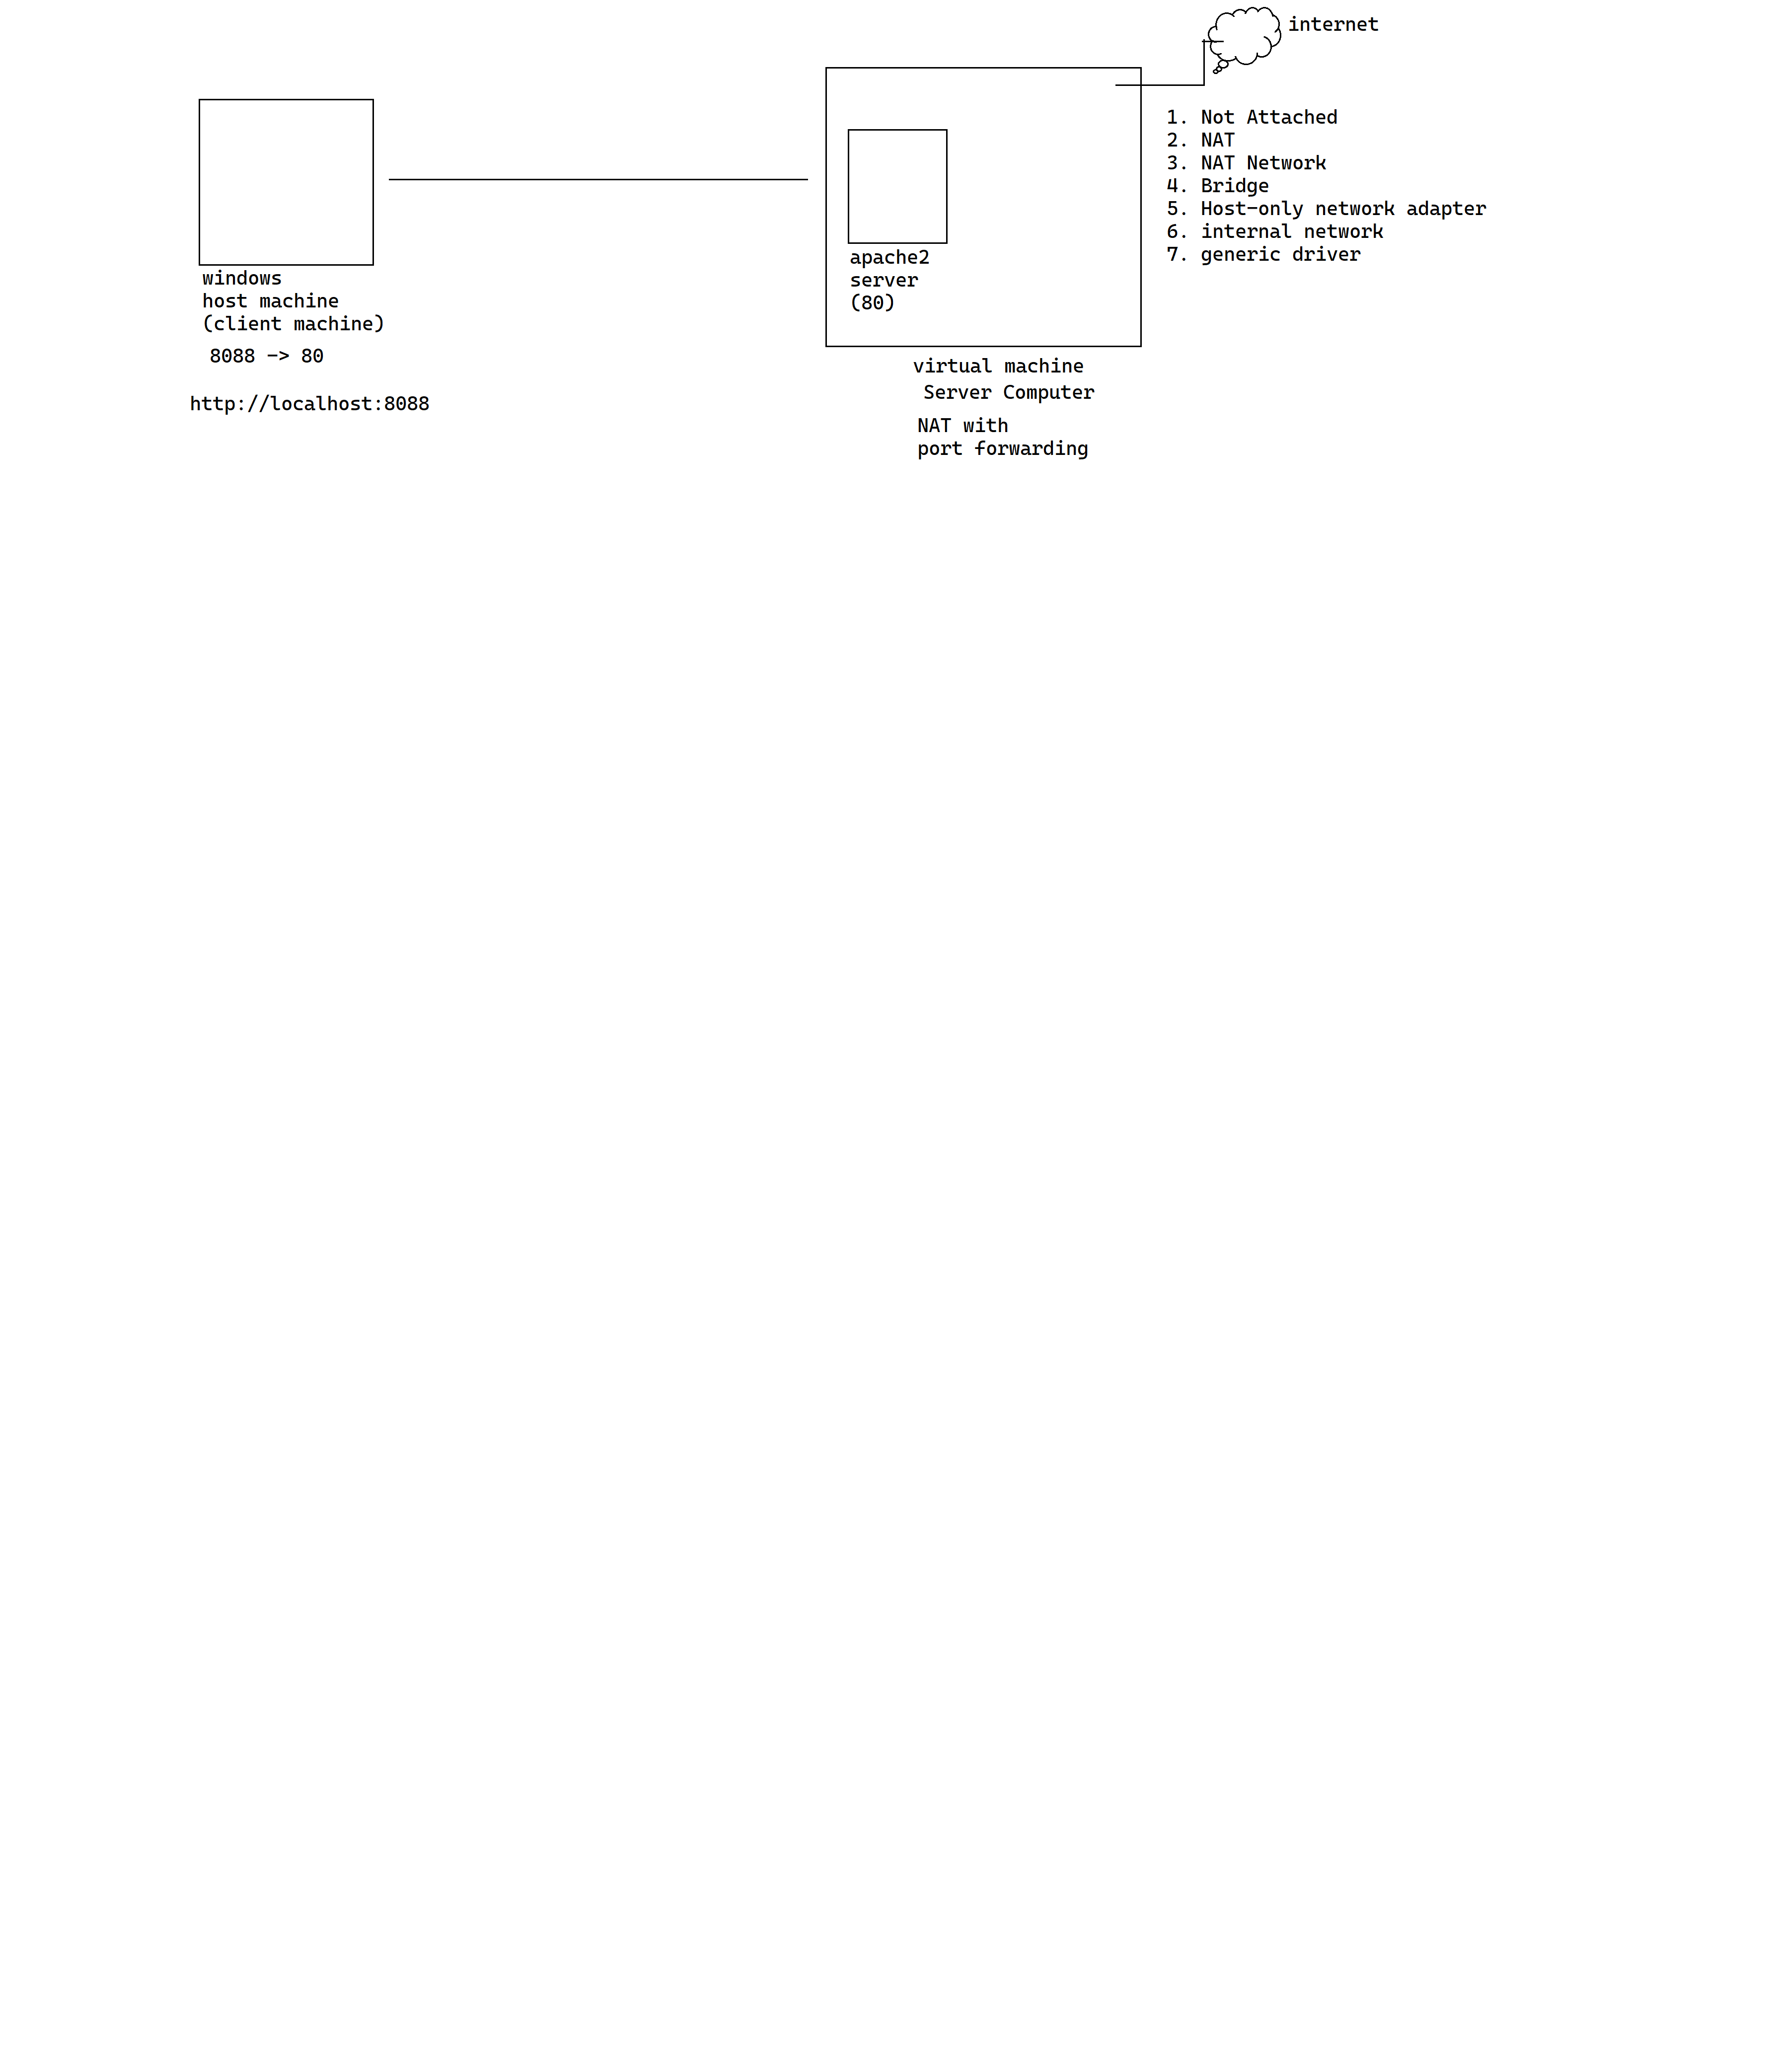 internet
1. Not Attached
2. NAT
3. NAT Network
4. Bridge
5. Host-only network adapter
6. internal network
7. generic driver
windows
host machine
(client machine)
8088 -> 80
http://localhost:8088
apache2
server
(80)
virtual machine
Server Computer
NAT with
port forwarding